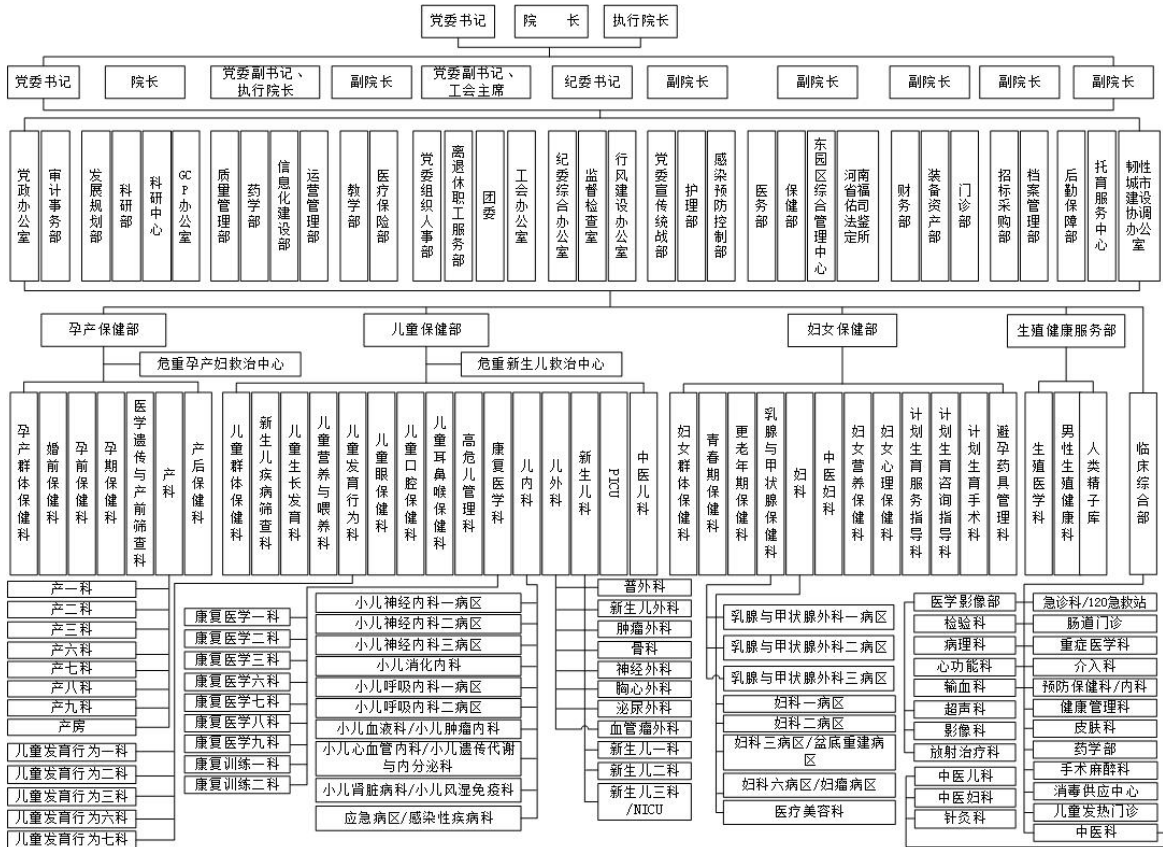 党委书记
院 长
执行院长
党委书记
院长
党委副书记、
执行院长
副院长
党委副书记、
工会主席
纪委书记
副院长
副院长
副院长
副院长
副院长
党政办公室
审计事务部
发展规划部
科研部
科研中心
GCP办公室
质量管理部
药学部
信息化建设部
运营管理部
教学部
医疗保险部
党委组织人事部
离退休职工服务部
团委
工会办公室
纪委综合办公室
监督检查室
行风建设办公室
党委宣传统战部
护理部
感染预防控制部
医务部
保健部
东园区综合管理中心
河南
省福
佑司
法鉴
定所
财务部
装备资产部
门诊部
招标采购部
档案管理部
后勤保障部
托育服务中心
韧性
城市
建设
协调
办公
室
孕产保健部
儿童保健部
妇女保健部
生殖健康服务部
危重孕产妇救治中心
危重新生儿救治中心
孕产群体保健科
婚前保健科
孕前保健科
孕期保健科
医学遗传与产前筛查科
产科
产后保健科
儿童群体保健科
新生儿疾病筛查科
儿童生长发育科
儿童营养与喂养科
儿童发育行为科
儿童眼保健科
儿童口腔保健科
儿童耳鼻喉保健科
高危儿管理科
康复医学科
儿内科
儿外科
新生儿科
PICU
中医儿科
妇女群体保健科
青春期保健科
更老年期保健科
乳腺与甲状腺保健科
妇科
中医妇科
妇女营养保健科
妇女心理保健科
计划生育服务指导科
计划生育咨询指导科
计划生育手术科
避孕药具管理科
生殖医学科
男性生殖健康科
人类精子库
临床综合部
产一科
产二科
产三科
产六科
产七科
产八科
产九科
产房
儿童发育行为一科
儿童发育行为二科
儿童发育行为三科
儿童发育行为六科
儿童发育行为七科
康复医学一科
康复医学二科
康复医学三科
康复医学六科
康复医学七科
康复医学八科
康复医学九科
康复训练一科
康复训练二科
小儿神经内科一病区
小儿神经内科二病区
小儿神经内科三病区
小儿消化内科
小儿呼吸内科一病区
小儿呼吸内科二病区
小儿血液科/小儿肿瘤内科
小儿心血管内科/小儿遗传代谢
与内分泌科
小儿肾脏病科/小儿风湿免疫科
应急病区/感染性疾病科
普外科
新生儿外科
肿瘤外科
骨科
神经外科
胸心外科
泌尿外科
血管瘤外科
新生儿一科
新生儿二科
新生儿三科
/NICU
乳腺与甲状腺外科一病区
乳腺与甲状腺外科二病区
乳腺与甲状腺外科三病区
妇科一病区
妇科二病区
妇科三病区/盆底重建病
区
妇科六病区/妇瘤病区
医疗美容科
医学影像部
检验科
病理科
心功能科
输血科
超声科
影像科
放射治疗科
中医儿科
中医妇科
针灸科
急诊科/120急救站
肠道门诊
重症医学科
介入科
预防保健科/内科
健康管理科
皮肤科
药学部
手术麻醉科
消毒供应中心
儿童发热门诊
中医科